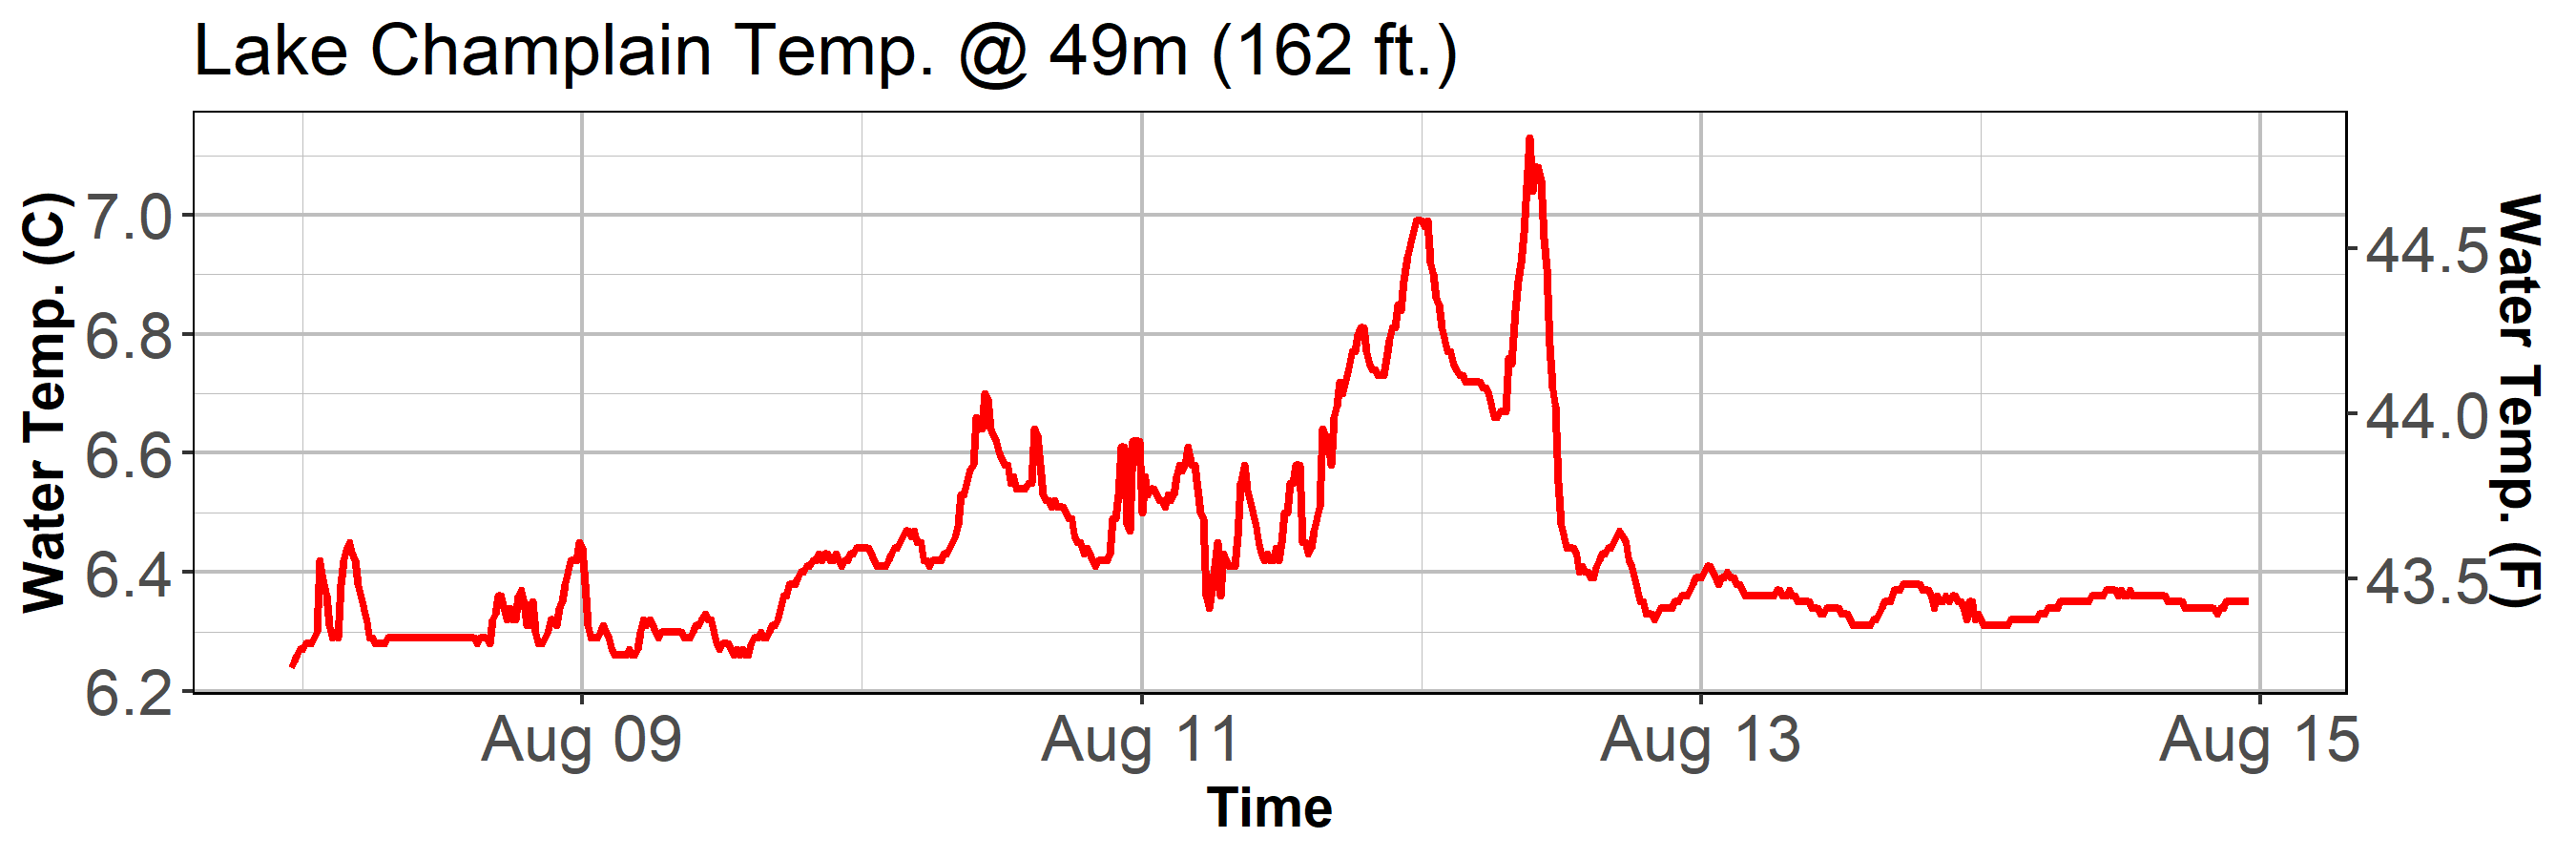 Lake Champlain Temp. @ 49m (162 ft.)
Water Temp. (C)
7.0
6.8
6.6
6.4
6.2
44.5
44.0
43.5
Water Temp. (F)
Aug 09 Aug 11 Aug 13 Aug 15
Time